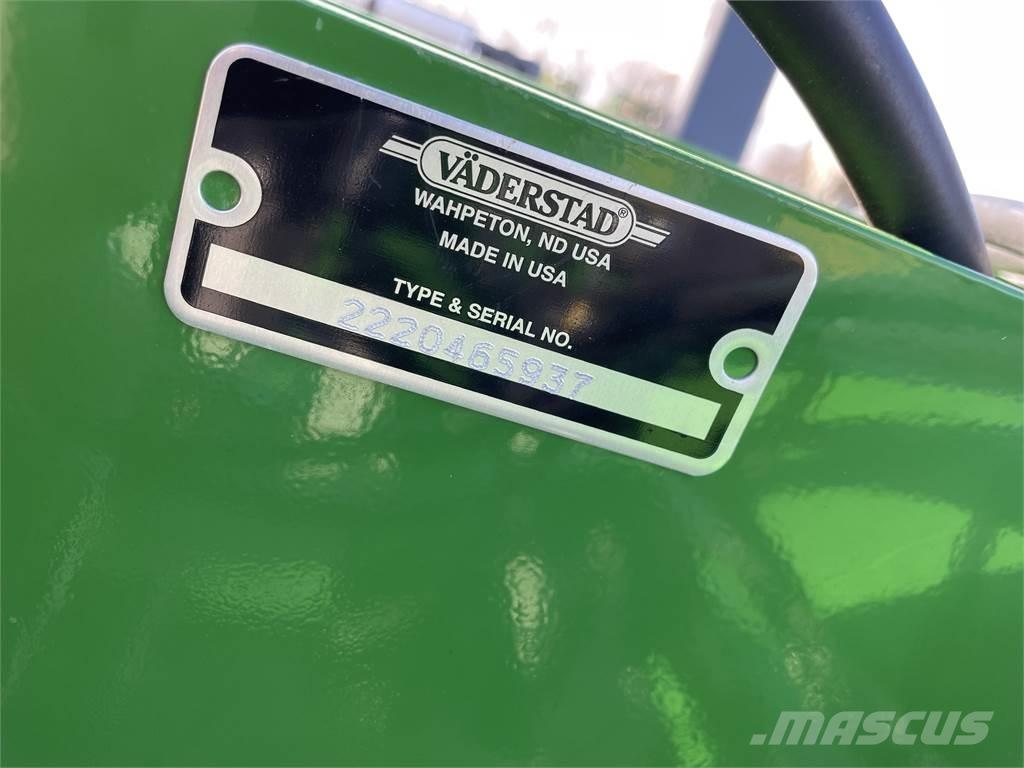 VÄDERSTAD®
WAHPETON, ND USA
MADE IN USA
TYPE & SERIAL NO.
2220465937
MASCUS